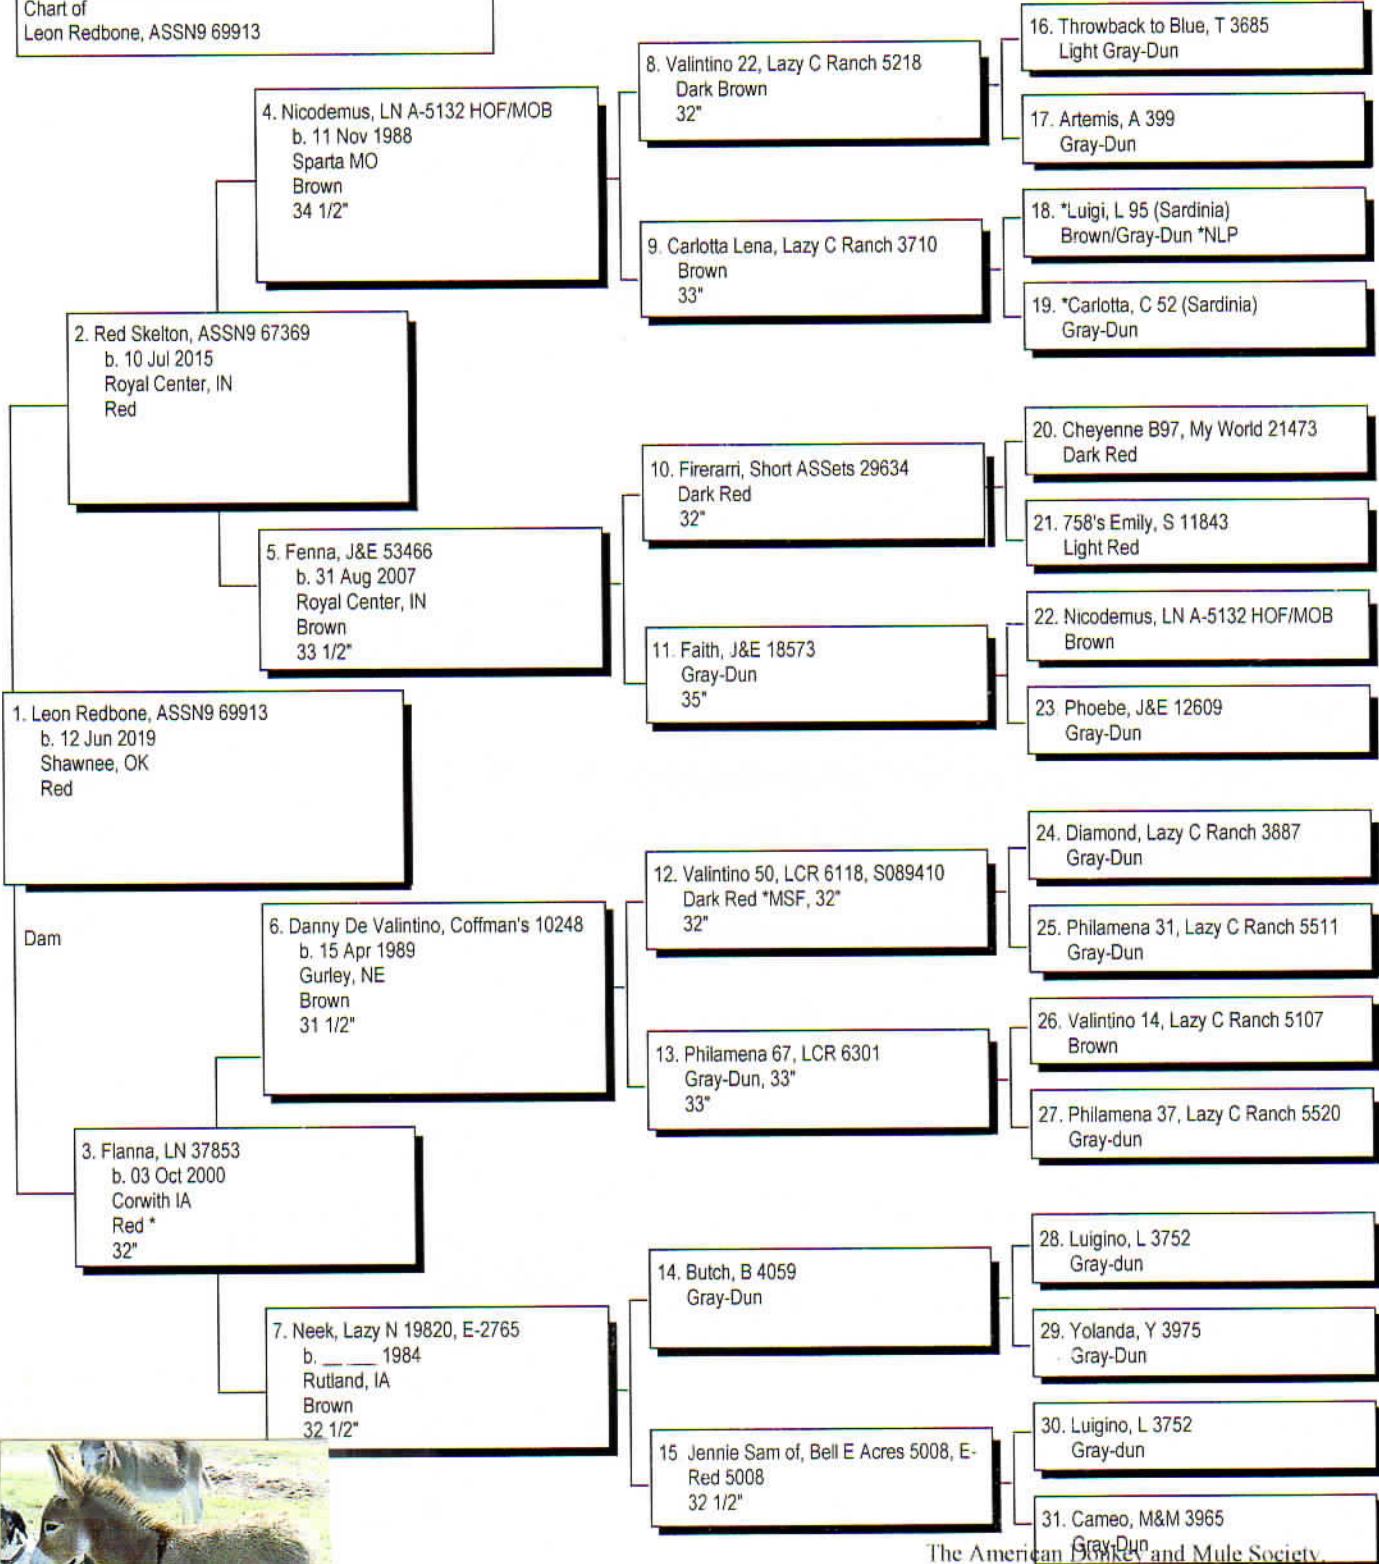 Chart of
Leon Redbone, ASSN9 69913
16. Throwback to Blue, T 3685
Light Gray-Dun
8. Valintino 22, Lazy C Ranch 5218
Dark Brown
32"
4. Nicodemus, LN A-5132 HOF/MOB
b. 11 Nov 1988
Sparta MO
Brown
34 1/2"
17. Artemis, A 399
Gray-Dun
18. *Luigi, L 95 (Sardinia)
Brown/Gray-Dun *NLP
9. Carlotta Lena, Lazy C Ranch 3710
Brown
33"
19. *Carlotta, C 52 (Sardinia)
Gray-Dun
2. Red Skelton, ASSN9 67369
b. 10 Jul 2015
Royal Center, IN
Red
20. Cheyenne B97, My World 21473
Dark Red
10. Firerarri, Short ASSets 29634
Dark Red
32"
21. 758's Emily, S 11843
Light Red
5. Fenna, J&E 53466
b. 31 Aug 2007
Royal Center, IN
Brown
33 1/2"
22. Nicodemus, LN A-5132 HOF/MOB
Brown
11. Faith, J&E 18573
Gray-Dun
35"
23. Phoebe, J&E 12609
Gray-Dun
1. Leon Redbone, ASSN9 69913
b. 12 Jun 2019
Shawnee, OK
Red
24. Diamond, Lazy C Ranch 3887
Gray-Dun
12. Valintino 50, LCR 6118, S089410
Dark Red *MSF, 32"
32"
25. Philamena 31, Lazy C Ranch 5511
Gray-Dun
Dam
6. Danny De Valintino, Coffman's 10248
b. 15 Apr 1989
Gurley, NE
Brown
31 1/2"
26. Valintino 14, Lazy C Ranch 5107
Brown
13. Philamena 67, LCR 6301
Gray-Dun, 33"
33"
27. Philamena 37, Lazy C Ranch 5520
Gray-dun
3. Flanna, LN 37853
b. 03 Oct 2000
Corwith IA
Red *
32"
28. Luigino, L 3752
Gray-dun
14. Butch, B 4059
Gray-Dun
29. Yolanda, Y 3975
Gray-Dun
7. Neek, Lazy N 19820, E-2765
b. __ ___ 1984
Rutland, IA
Brown
32 1/2"
30. Luigino, L 3752
Gray-dun
15 Jennie Sam of, Bell E Acres 5008, E-
Red 5008
32 1/2"
31. Cameo, M&M 3965
Gray-Dun
The American Donkey and Mule Society